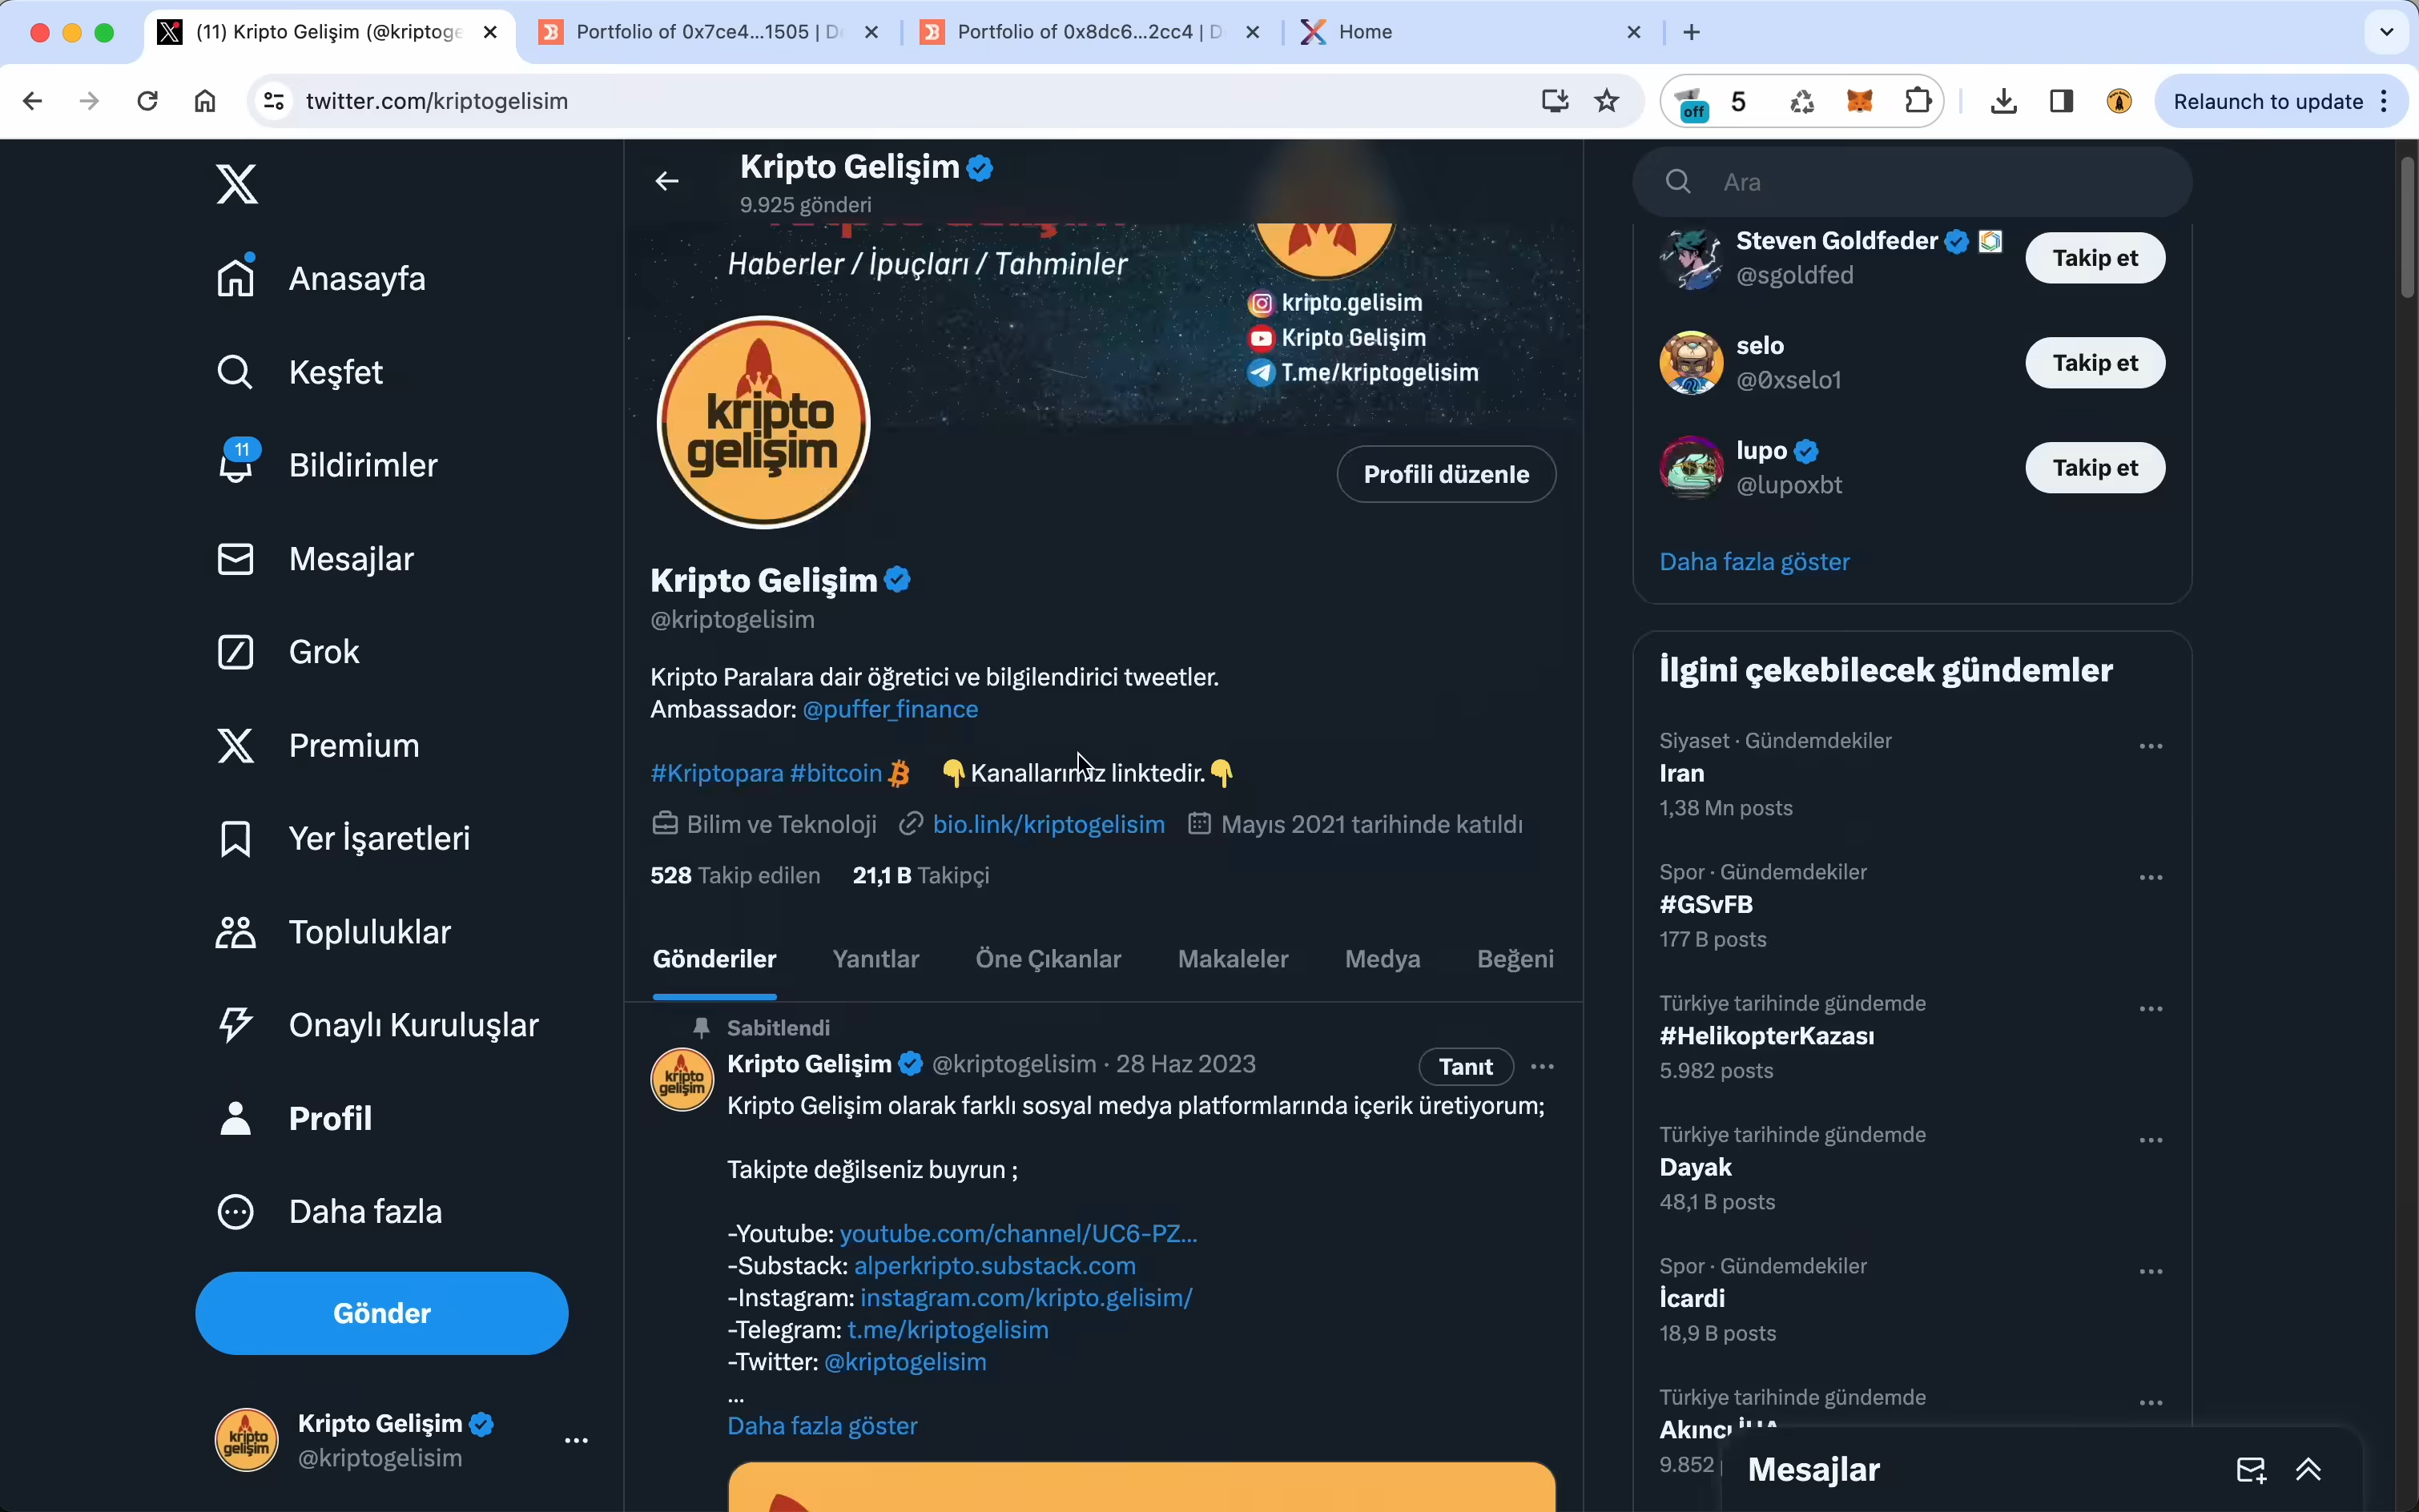 (11) Kripto Gelişim (@kriptoge
Portfolio of 0x7ce4...1505 | De
Portfolio of 0x8dc6...2cc4 | D
Home
twitter.com/kriptogelisim
off
5
Relaunch to update
Anasayfa
Keşfet
11
Bildirimler
Mesajlar
Grok
Premium
Yer İşaretleri
Topluluklar
Onaylı Kuruluşlar
Profil
Daha fazla
Gönder
Kripto Gelişim
@kriptogelisim
Kripto Gelişim
9.925 gönderi
Haberler / İpuçları / Tahminler
kripto.gelisim
Kripto Gelişim
T.me/kriptogelisim
kripto
gelişim
Profili düzenle
Kripto Gelişim
@kriptogelisim
Kripto Paralara dair öğretici ve bilgilendirici tweetler.
Ambassador: @puffer_finance
#Kriptopara #bitcoin 👇Kanallarımız linktedir.👇
Bilim ve Teknoloji bio.link/kriptogelisim Mayıs 2021 tarihinde katıldı
528 Takip edilen 21,1 B Takipçi
Gönderiler Yanıtlar Öne Çıkanlar Makaleler Medya Beğeni
Sabitlendi
kripto
gelişim
Kripto Gelişim @kriptogelisim · 28 Haz 2023
Tanıt
Kripto Gelişim olarak farklı sosyal medya platformlarında içerik üretiyorum;
Takipte değilseniz buyrun ;
-Youtube: youtube.com/channel/UC6-PZ...
-Substack: alperkripto.substack.com
-Instagram: instagram.com/kripto.gelisim/
-Telegram: t.me/kriptogelisim
-Twitter: @kriptogelisim
...
Daha fazla göster
Ara
Steven Goldfeder
@sgoldfed
Takip et
selo
@0xselo1
Takip et
lupo
@lupoxbt
Takip et
Daha fazla göster
İlgini çekebilecek gündemler
Siyaset · Gündemdekiler
Iran
1,38 Mn posts
Spor · Gündemdekiler
#GSvFB
177 B posts
Türkiye tarihinde gündemde
#HelikopterKazası
5.982 posts
Türkiye tarihinde gündemde
Dayak
48,1 B posts
Spor · Gündemdekiler
İcardi
18,9 B posts
Türkiye tarihinde gündemde
9.852
Mesajlar
kripto
gelişim